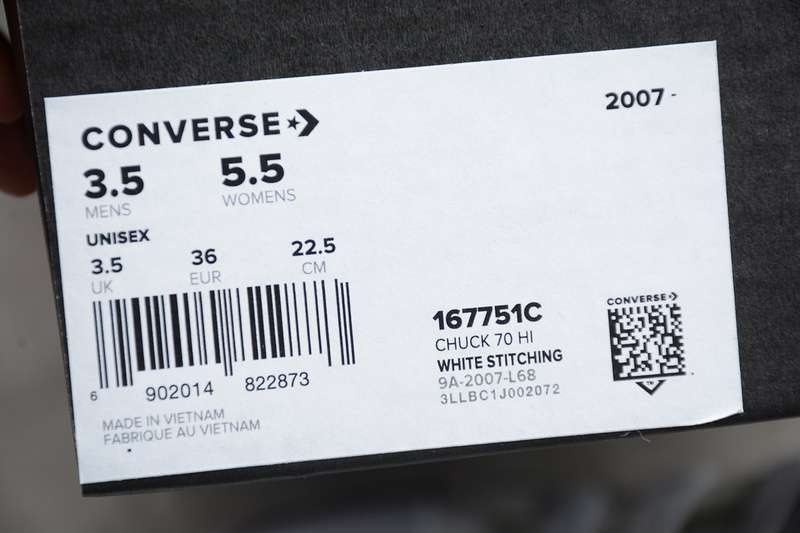 2007 -
CONVERSE
3.5 5.5
MENS WOMENS
UNISEX
3.5 36 22.5
UK EUR CM
6 902014 822873
MADE IN VIETNAM
FABRIQUE AU VIETNAM
167751C
CHUCK 70 HI
WHITE STITCHING
9A-2007-L68
3LLBC1J002072
CONVERSE
TM